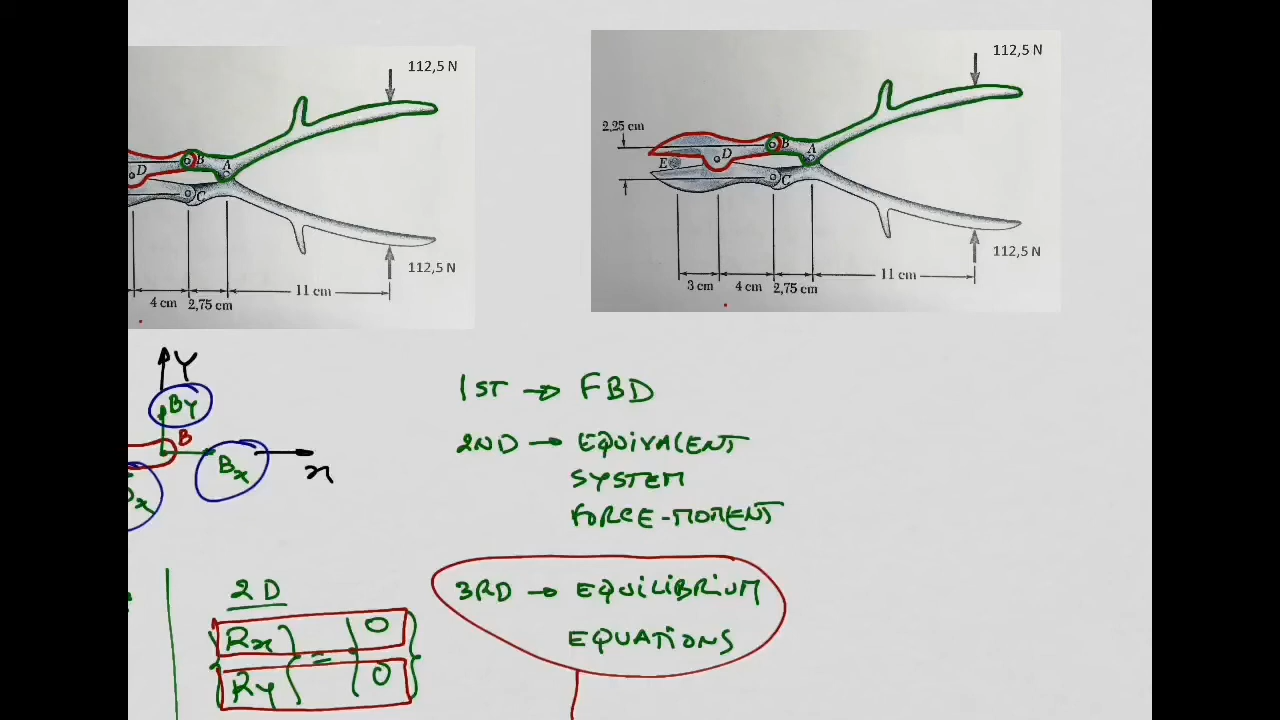 112,5 N
B
A
D
C
112,5 N
4 cm
2,75 cm
11 cm
112,5 N
2,25 cm
B
A
E
D
C
112,5 N
11 cm
3 cm
4 cm
2,75 cm
Y
By
B
Bx
x
x
1ST → FBD
2ND → EQUIVALENT
SYSTEM
FORCE-MOMENT
2D
Rx = 0
Ry 0
3RD → EQUILIBRIUM
EQUATIONS